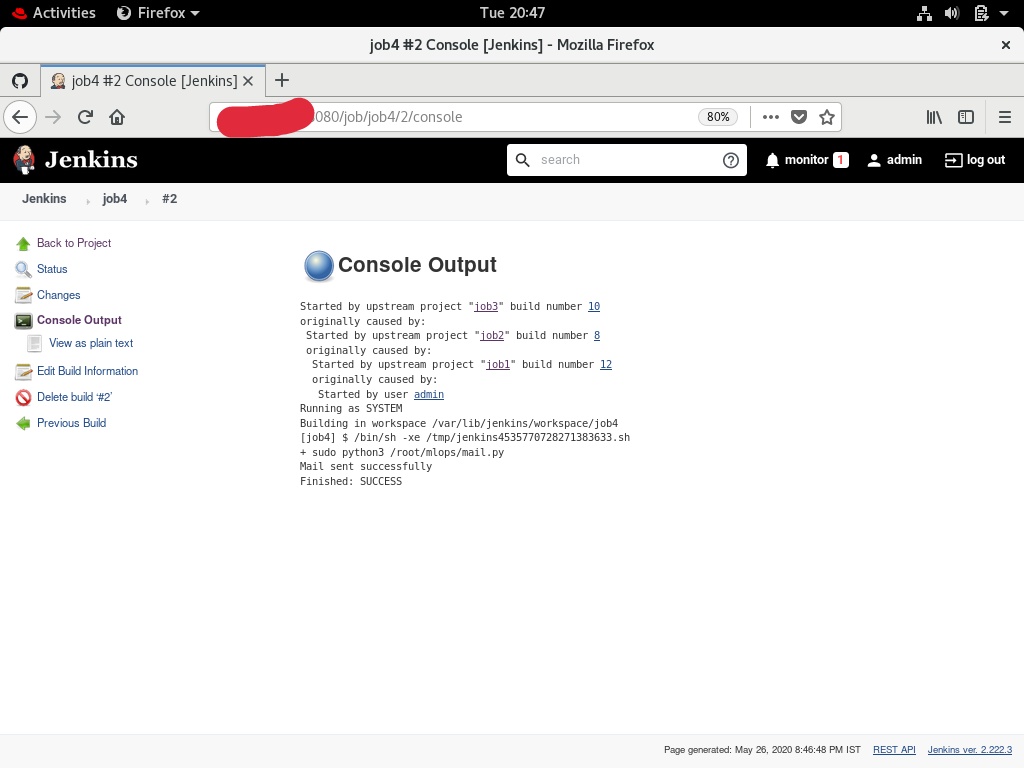 Activities Firefox Tue 20:47
job4 #2 Console [Jenkins] - Mozilla Firefox
job4 #2 Console [Jenkins]
080/job/job4/2/console 80%
Jenkins search monitor 1 admin log out
Jenkins job4 #2
Back to Project
Status
Changes
Console Output
View as plain text
Edit Build Information
Delete build ‘#2’
Previous Build
Console Output
Started by upstream project "job3" build number 10
originally caused by:
Started by upstream project "job2" build number 8
originally caused by:
Started by upstream project "job1" build number 12
originally caused by:
Started by user admin
Running as SYSTEM
Building in workspace /var/lib/jenkins/workspace/job4
[job4] $ /bin/sh -xe /tmp/jenkins4535770728271383633.sh
+ sudo python3 /root/mlops/mail.py
Mail sent successfully
Finished: SUCCESS
Page generated: May 26, 2020 8:46:48 PM IST REST API Jenkins ver. 2.222.3